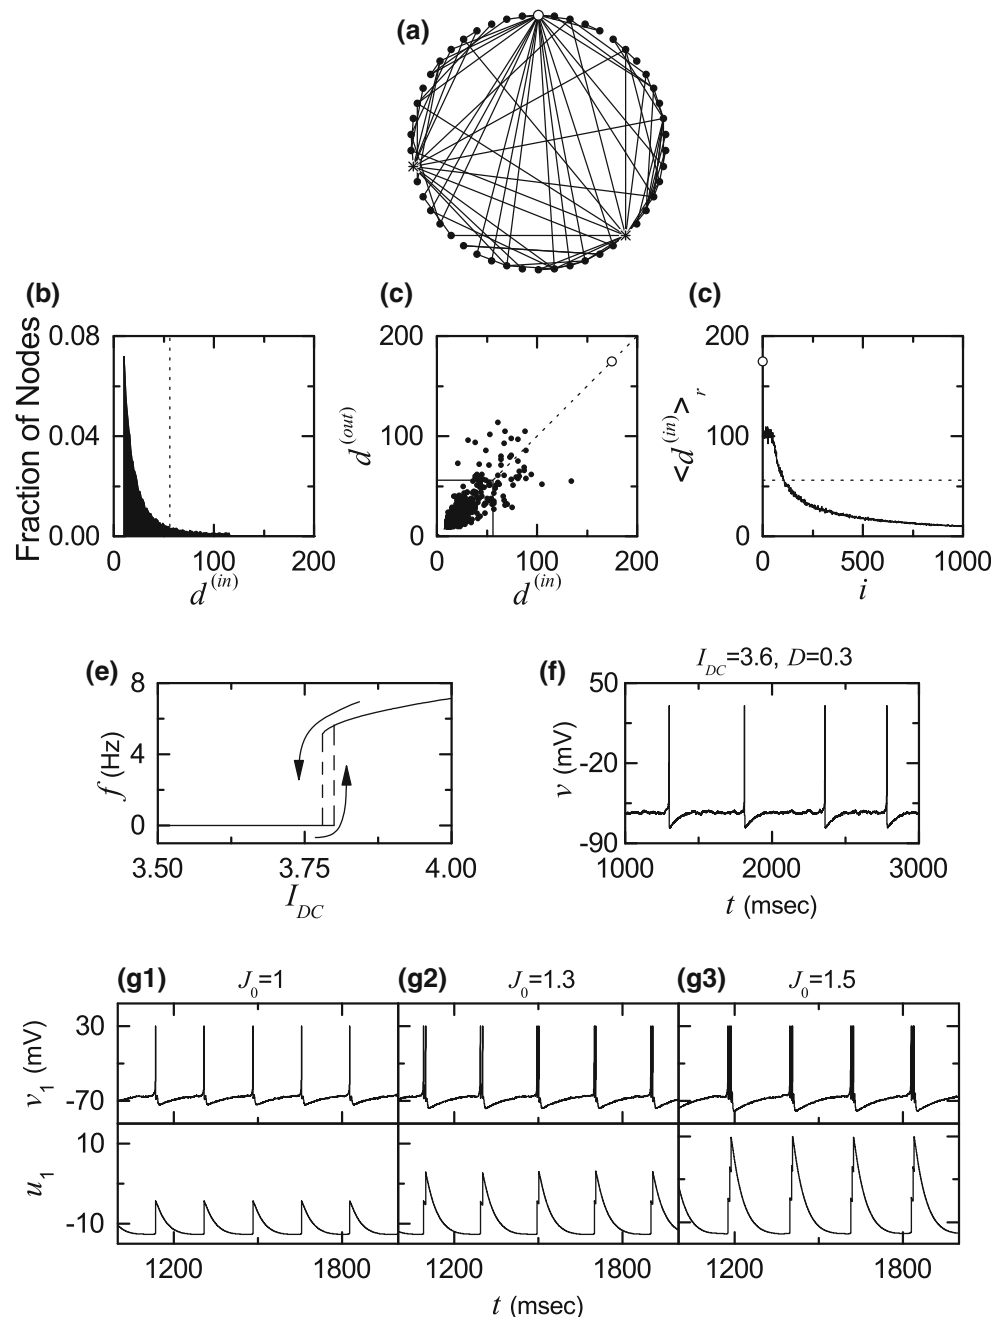 (a)
(b)
Fraction of Nodes
0.08
0.04
0.00
0 100 200
d^(in)
(c)
d^(out)
200
100
0
0 100 200
d^(in)
(c)
<d^(in)>_r
200
100
0
0 500 1000
i
(e)
f (Hz)
8
4
0
3.50 3.75 4.00
I_DC
(f)
I_DC=3.6, D=0.3
v (mV)
50
-20
-90
1000 2000 3000
t (msec)
(g1) J_0=1
(g2) J_0=1.3
(g3) J_0=1.5
v_1 (mV)
30
-70
u_1
10
-10
1200 1800 1200 1800 1200 1800
t (msec)